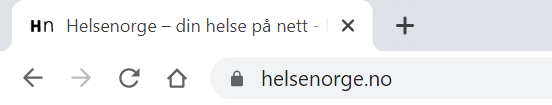 Hn Helsenorge – din helse på nett -
helsenorge.no